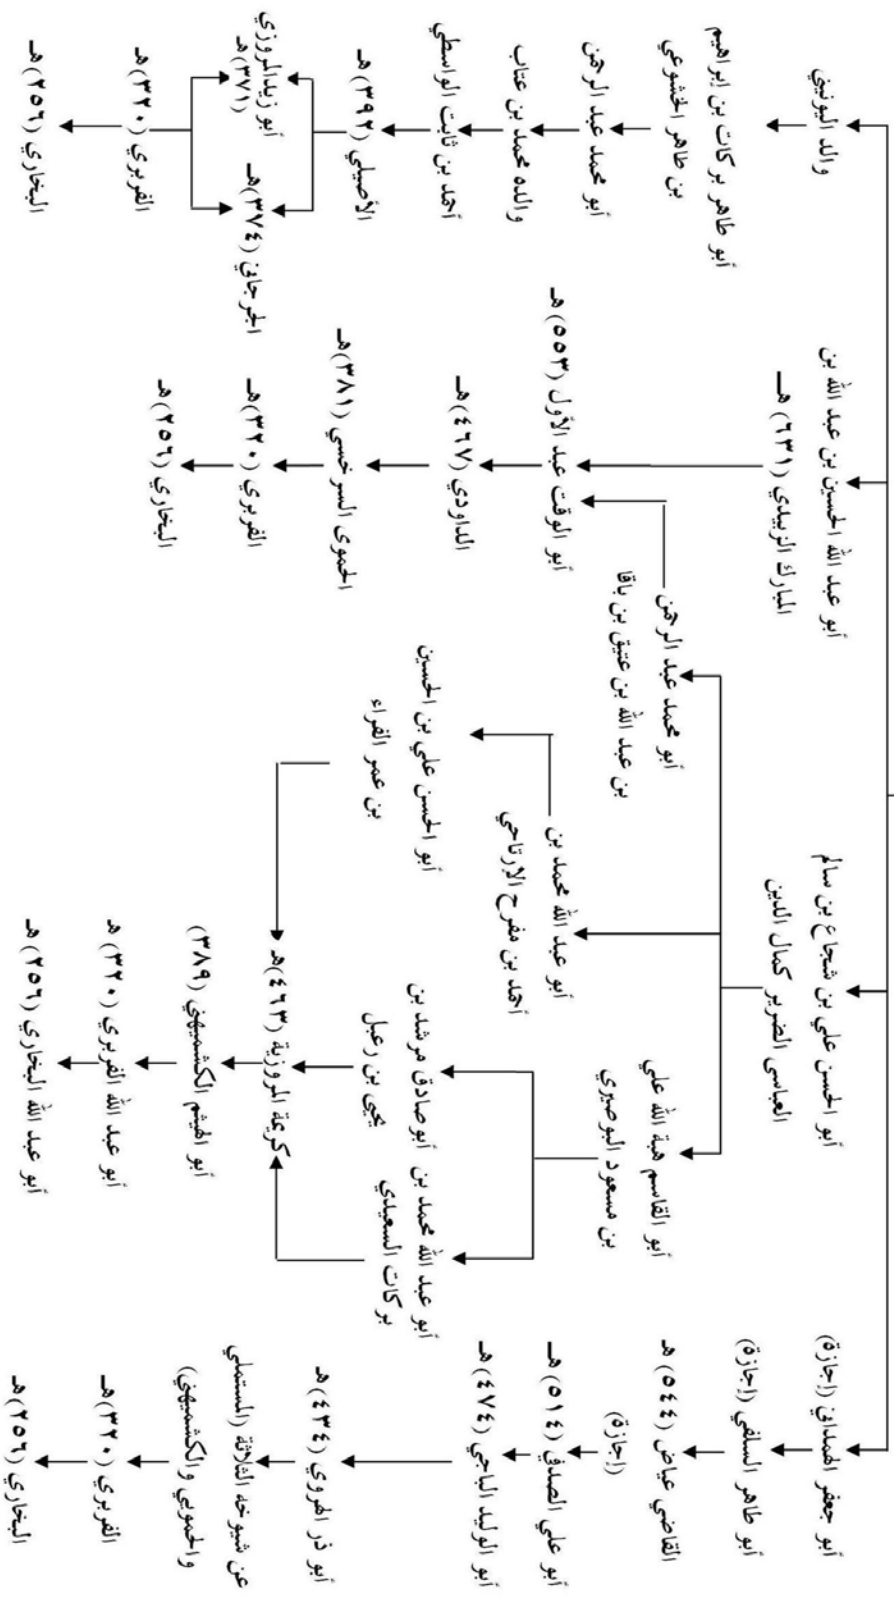 أبو جعفر الهمداني (إجازة)
أبو طاهر السلفي (إجازة)
القاضي عياض (٥٤٤) هـ
(إجازة)
أبو علي الصدفي (٥١٤) هـ
أبو الوليد الباجي (٤٧٤) هـ
أبو ذر الهروي (٤٣٤) هـ
عن شيوخه الثلاثة (المستملي
والحمويي والكشميهني)
الفربري (٣٢٠) هـ
البخاري (٢٥٦) هـ
أبو الحسن علي بن شجاع بن سالم
العباسى الضرير كمال الدين
أبو القاسم هبة الله علي
بن مسعود البوصيري
أبو عبد الله محمد بن
بركات السعيدي
أبو صادق مرشد بن
يحيى بن رعبل
أبو عبد الله محمد بن
أحمد بن مفرح الارتاحي
أبو الحسن علي بن الحسين
بن عمر الفراء
كريمة المروزية (٤٦٣) هـ
أبو الهيثم الكشميهني (٣٨٩)
أبو عبد الله الفربري (٣٢٠) هـ
أبو عبد الله البخاري (٢٥٦) هـ
أبو محمد عبد الرحمن
بن عبد الله بن عتيق بن باقا
أبو عبد الله الحسين بن عبد الله بن
المبارك الزبيدي (٦٣١) هـ
أبو الوقت عبد الأول (٥٥٣) هـ
الداودي (٤٦٧) هـ
الحموى السرخسي (٣٨١) هـ
الفربري (٣٢٠) هـ
البخاري (٢٥٦) هـ
والد اليونيني
أبو طاهر بركات بن إبراهيم
بن طاهر الخشوعي
أبو محمد عبد الرحمن
والده محمد بن عتاب
أحمد بن ثابت الواسطي
الأصيلي (٣٩٢) هـ
الجرجاني (٣٧٤) هـ
أبو زيد المروزي
(٣٧١) هـ
الفربري (٣٢٠) هـ
البخاري (٢٥٦) هـ